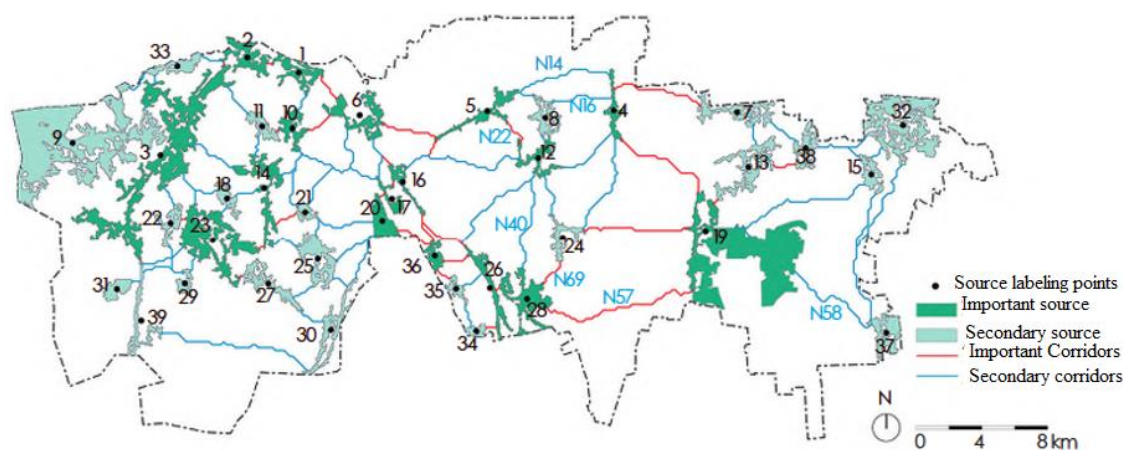 33
2
1
N14
5
6
N16
4
7
32
11
10
8
9
N22
3
12
38
13
15
14
16
18
17
21
20
22
23
N40
19
24
36
25
26
N69
31
29
27
35
28
N57
N58
39
30
34
37
Source labeling points
Important source
Secondary source
Important Corridors
Secondary corridors
N
0 4 8 km